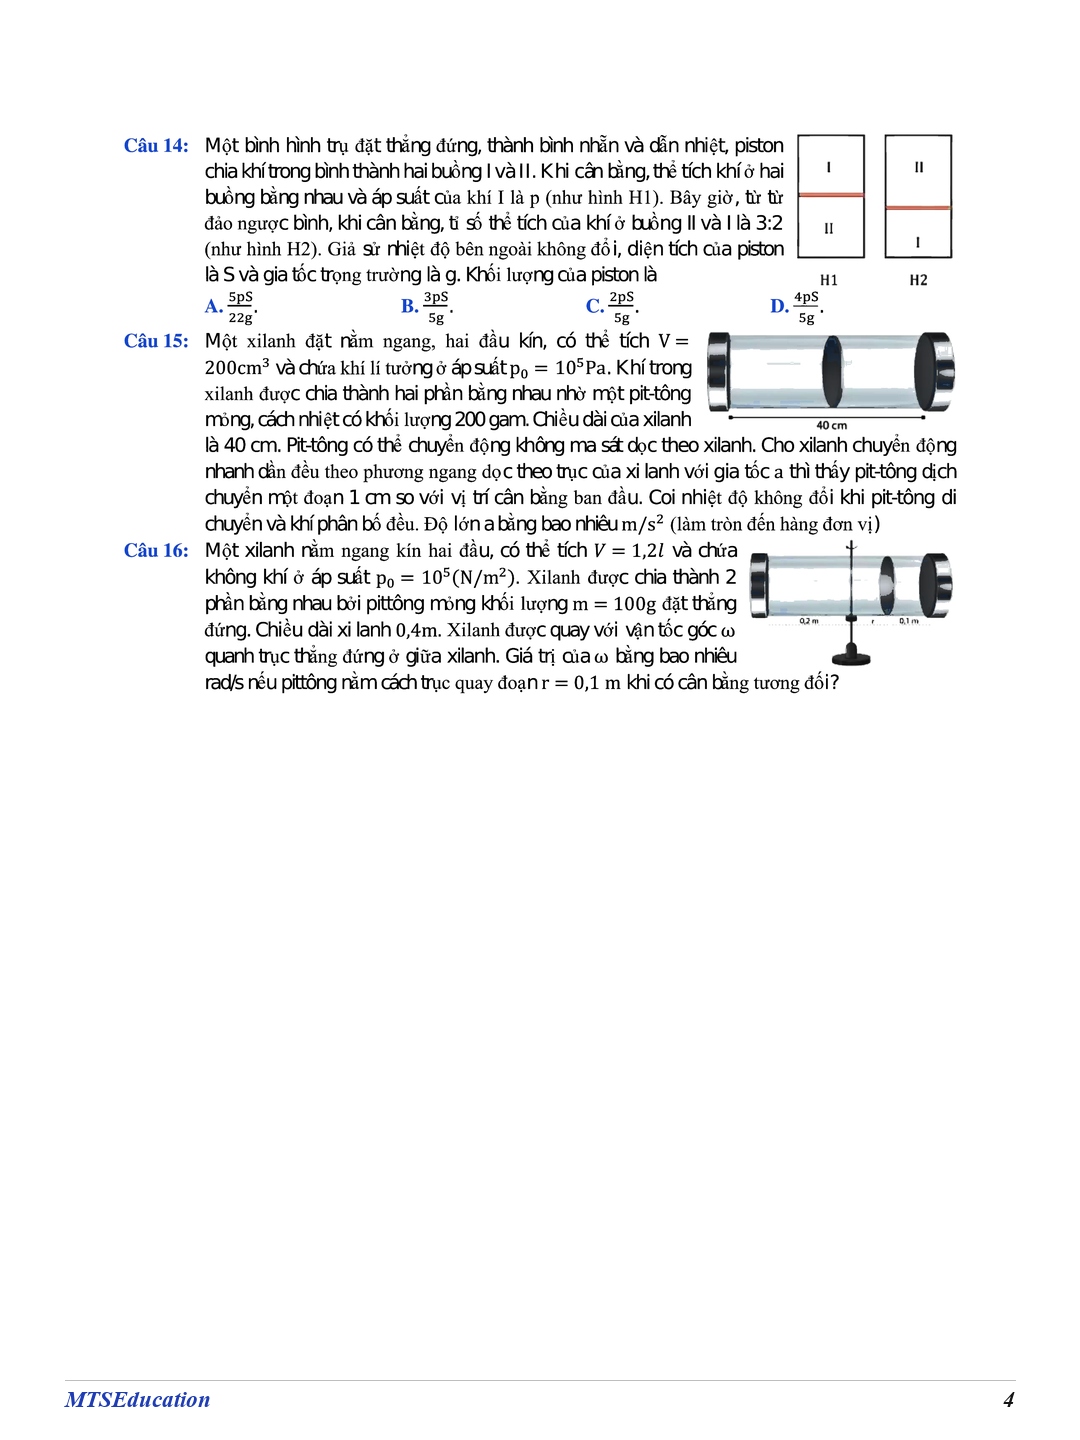 Câu 14: Một bình hình trụ đặt thẳng đứng, thành bình nhẵn và dẫn nhiệt, piston
chia khí trong bình thành hai buồng I và II. Khi cân bằng, thể tích khí ở hai
buồng bằng nhau và áp suất của khí I là p (như hình H1). Bây giờ, từ từ
đảo ngược bình, khi cân bằng, tỉ số thể tích của khí ở buồng II và I là 3:2
(như hình H2). Giả sử nhiệt độ bên ngoài không đổi, diện tích của piston
là S và gia tốc trọng trường là g. Khối lượng của piston là
I
II
H1
II
I
H2
A. 5pS/22g. B. 3pS/5g. C. 2pS/5g. D. 4pS/5g.
Câu 15: Một xilanh đặt nằm ngang, hai đầu kín, có thể tích V =
200cm³ và chứa khí lí tưởng ở áp suất p₀ = 10⁵Pa. Khí trong
xilanh được chia thành hai phần bằng nhau nhờ một pit-tông
mỏng, cách nhiệt có khối lượng 200 gam. Chiều dài của xilanh
40 cm
là 40 cm. Pit-tông có thể chuyển động không ma sát dọc theo xilanh. Cho xilanh chuyển động
nhanh dần đều theo phương ngang dọc theo trục của xi lanh với gia tốc a thì thấy pit-tông dịch
chuyển một đoạn 1 cm so với vị trí cân bằng ban đầu. Coi nhiệt độ không đổi khi pit-tông di
chuyển và khí phân bố đều. Độ lớn a bằng bao nhiêu m/s² (làm tròn đến hàng đơn vị)
Câu 16: Một xilanh nằm ngang kín hai đầu, có thể tích V = 1,2l và chứa
không khí ở áp suất p₀ = 10⁵(N/m²). Xilanh được chia thành 2
phần bằng nhau bởi pittông mỏng khối lượng m = 100g đặt thẳng
đứng. Chiều dài xi lanh 0,4m. Xilanh được quay với vận tốc góc ω
quanh trục thẳng đứng ở giữa xilanh. Giá trị của ω bằng bao nhiêu
rad/s nếu pittông nằm cách trục quay đoạn r = 0,1 m khi có cân bằng tương đối?
0,2 m r 0,1 m
MTSEducation 4